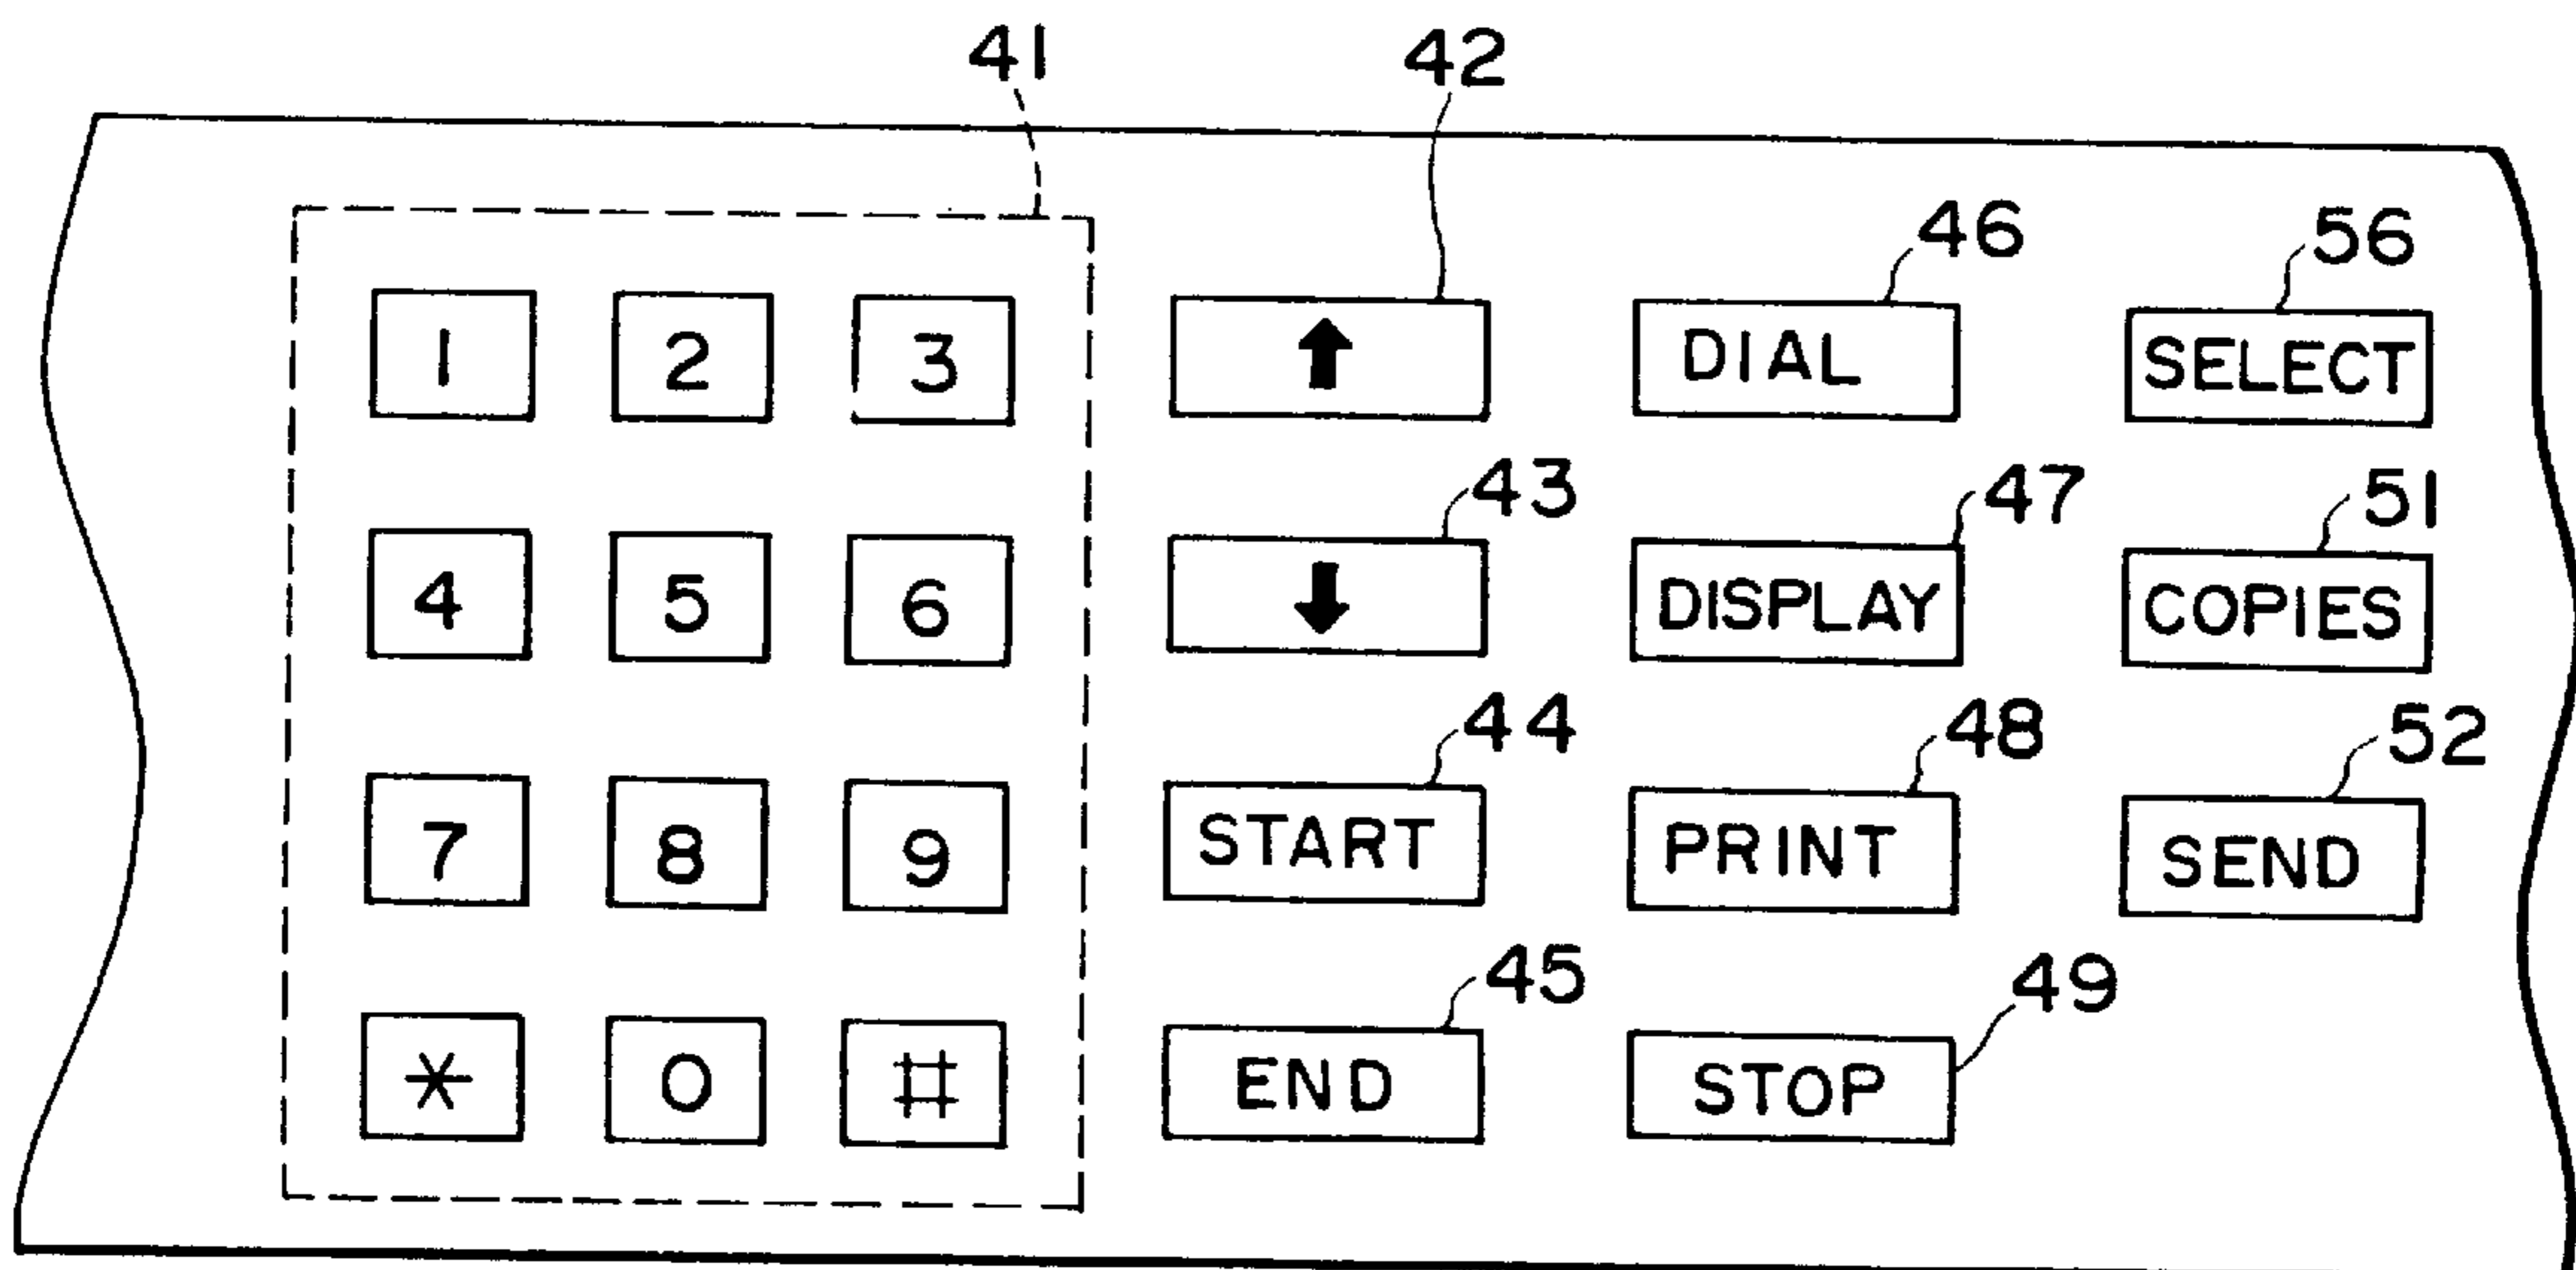 41 42
46 56
1 2 3 ↑ DIAL SELECT
43 47 51
4 5 6 ↓ DISPLAY COPIES
44 48 52
7 8 9 START PRINT SEND
45 49
* 0 # END STOP